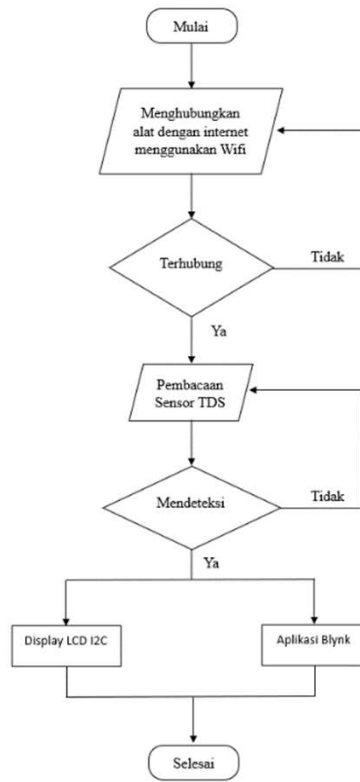 Mulai
Menghubungkan
alat dengan internet
menggunakan Wifi
Terhubung
Tidak
Ya
Pembacaan
Sensor TDS
Mendeteksi
Tidak
Ya
Display LCD I2C
Aplikasi Blynk
Selesai